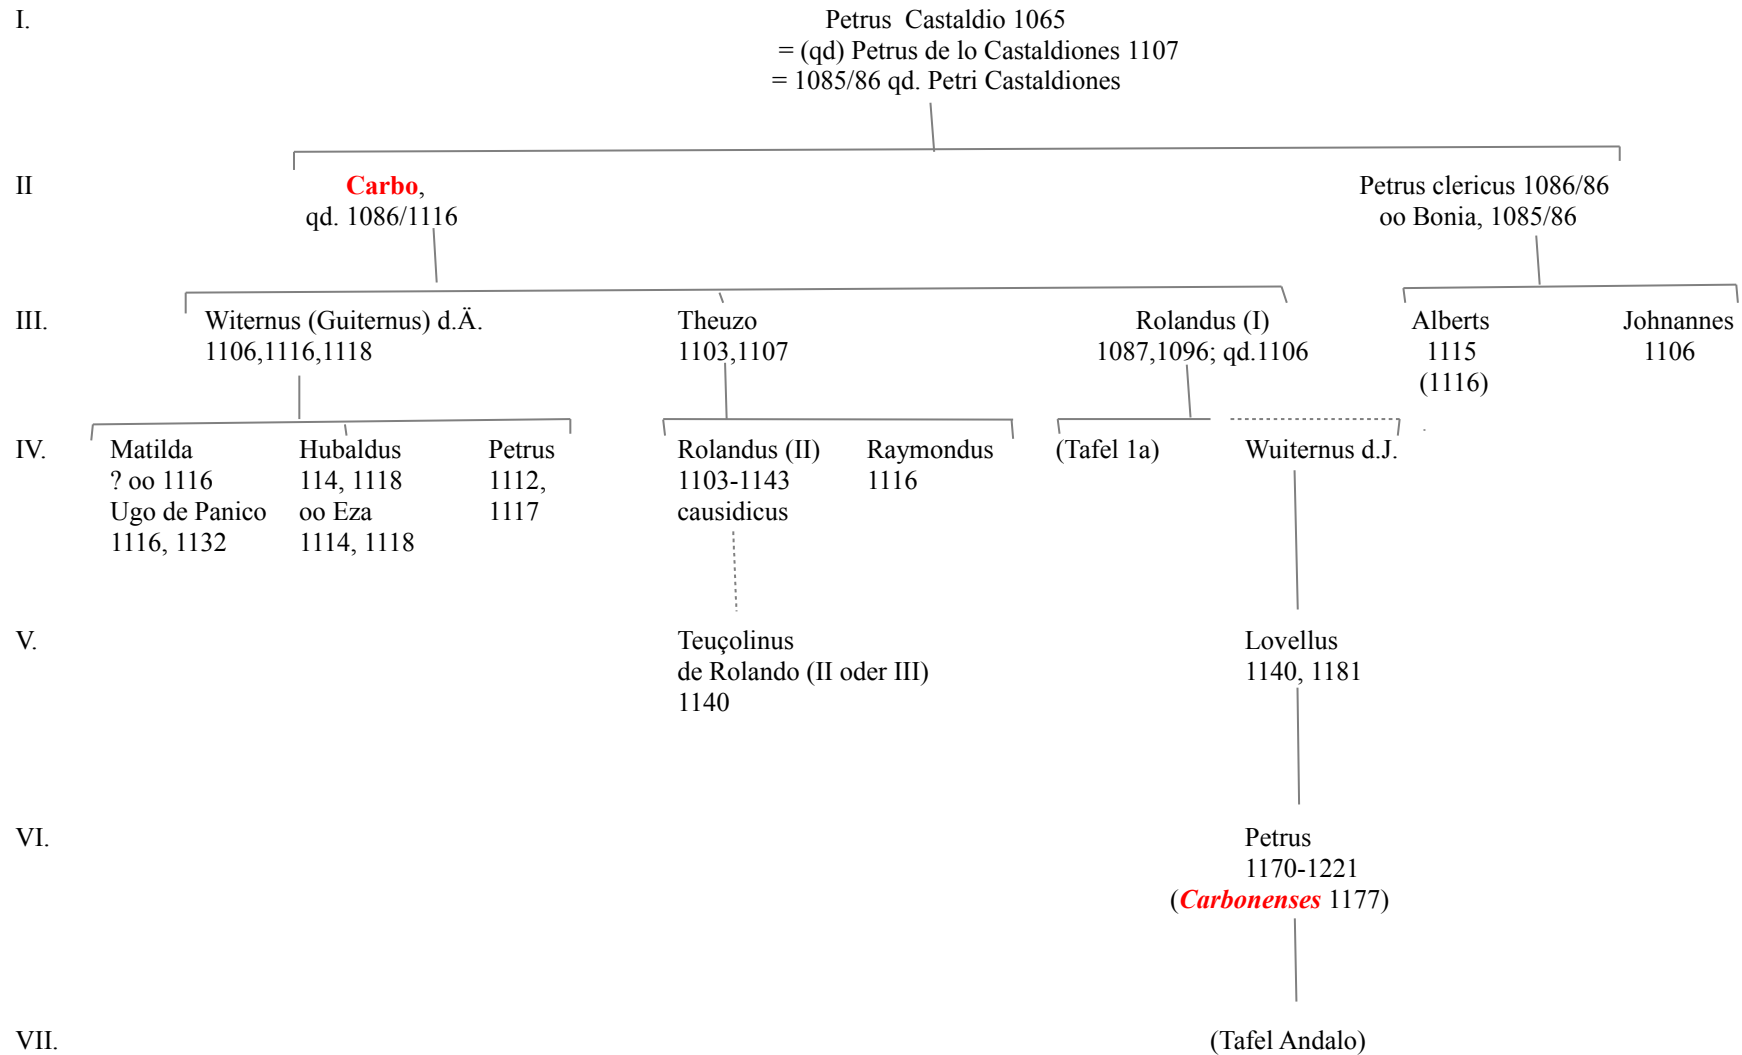 I.
Petrus Castaldio 1065
= (qd) Petrus de lo Castaldiones 1107
= 1085/86 qd. Petri Castaldiones
II
Carbo,
qd. 1086/1116
Petrus clericus 1086/86
oo Bonia, 1085/86
III.
Witernus (Guiternus) d.Ä.
1106,1116,1118
Theuzo
1103,1107
Rolandus (I)
1087,1096; qd.1106
Alberts
1115
(1116)
Johnannes
1106
IV.
Matilda
? oo 1116
Ugo de Panico
1116, 1132
Hubaldus
114, 1118
oo Eza
1114, 1118
Petrus
1112,
1117
Rolandus (II)
1103-1143
causidicus
Raymondus
1116
(Tafel 1a)
Wuiternus d.J.
V.
Teuçolinus
de Rolando (II oder III)
1140
Lovellus
1140, 1181
VI.
Petrus
1170-1221
(Carbonenses 1177)
VII.
(Tafel Andalo)